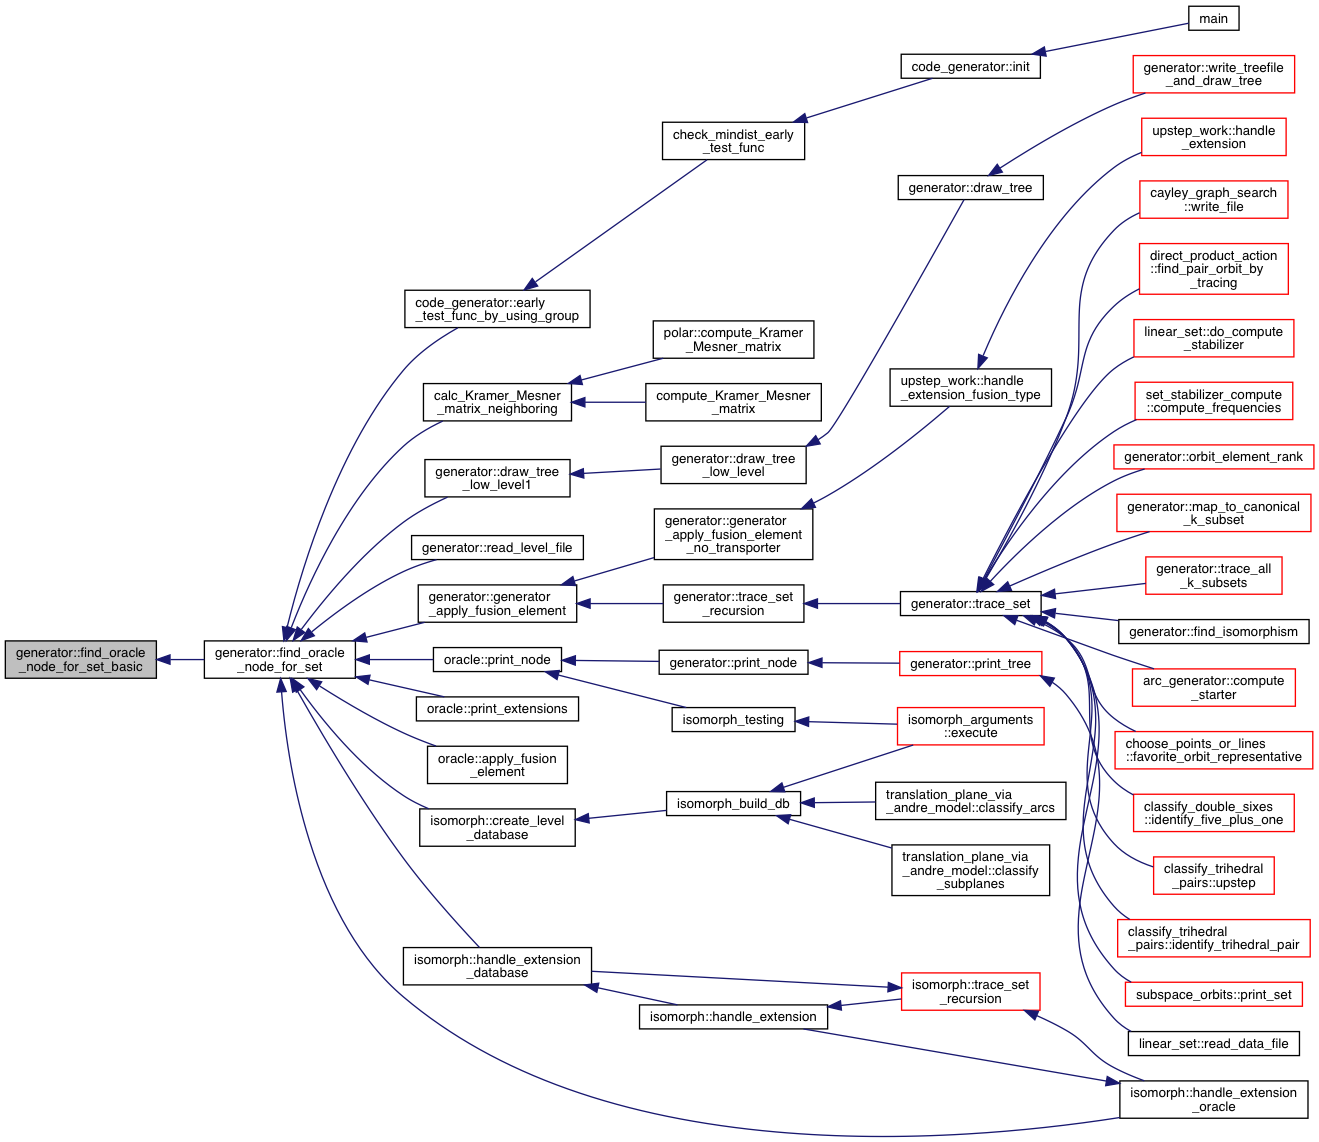 main
code_generator::init
generator::write_treefile
_and_draw_tree
upstep_work::handle
_extension
check_mindist_early
_test_func
generator::draw_tree
cayley_graph_search
::write_file
direct_product_action
::find_pair_orbit_by
_tracing
code_generator::early
_test_func_by_using_group
polar::compute_Kramer
_Mesner_matrix
linear_set::do_compute
_stabilizer
calc_Kramer_Mesner
_matrix_neighboring
compute_Kramer_Mesner
_matrix
upstep_work::handle
_extension_fusion_type
set_stabilizer_compute
::compute_frequencies
generator::draw_tree
_low_level1
generator::draw_tree
_low_level
generator::orbit_element_rank
generator::map_to_canonical
_k_subset
generator::read_level_file
generator::generator
_apply_fusion_element
_no_transporter
generator::trace_all
_k_subsets
generator::generator
_apply_fusion_element
generator::trace_set
_recursion
generator::trace_set
generator::find_isomorphism
generator::find_oracle
_node_for_set_basic
generator::find_oracle
_node_for_set
oracle::print_node
generator::print_node
generator::print_tree
arc_generator::compute
_starter
oracle::print_extensions
isomorph_testing
isomorph_arguments
::execute
choose_points_or_lines
::favorite_orbit_representative
oracle::apply_fusion
_element
isomorph::create_level
_database
isomorph_build_db
translation_plane_via
_andre_model::classify_arcs
classify_double_sixes
::identify_five_plus_one
translation_plane_via
_andre_model::classify
_subplanes
classify_trihedral
_pairs::upstep
classify_trihedral
_pairs::identify_trihedral_pair
isomorph::handle_extension
_database
isomorph::trace_set
_recursion
subspace_orbits::print_set
isomorph::handle_extension
linear_set::read_data_file
isomorph::handle_extension
_oracle